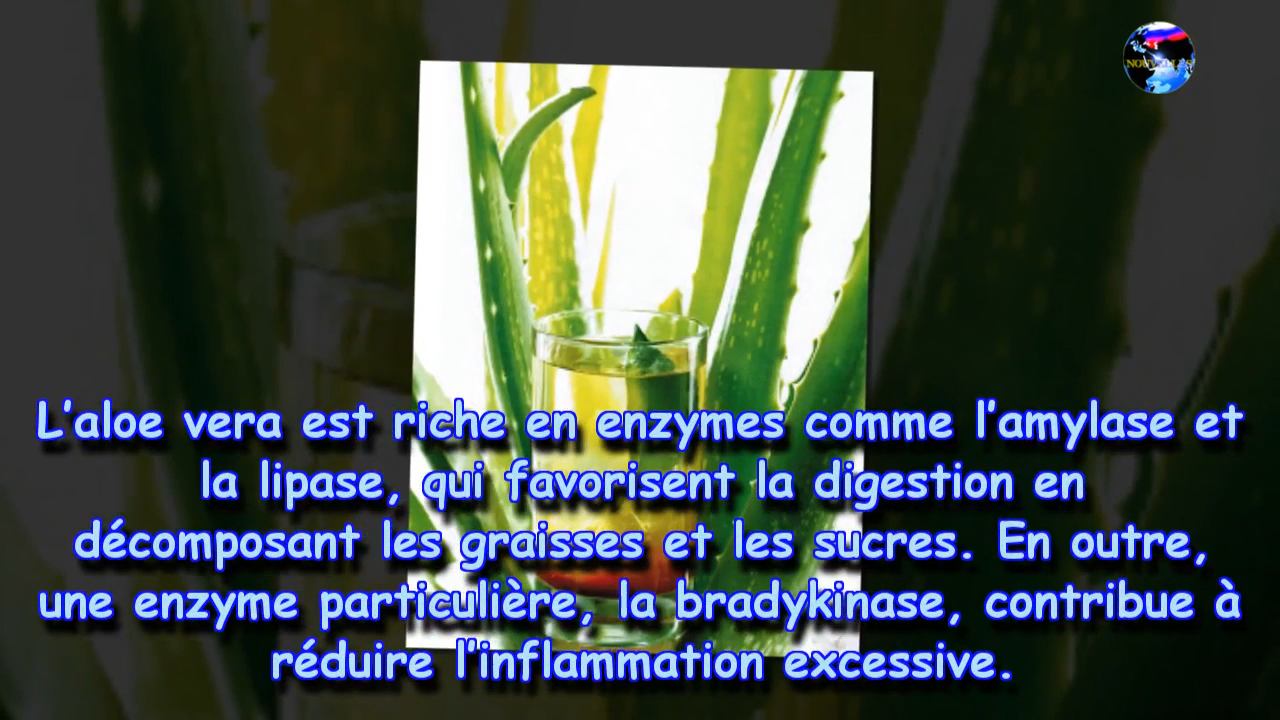 NOUVELLES
L'aloe vera est riche en enzymes comme l'amylase et
la lipase, qui favorisent la digestion en
décomposant les graisses et les sucres. En outre,
une enzyme particulière, la bradykinase, contribue à
réduire l'inflammation excessive.